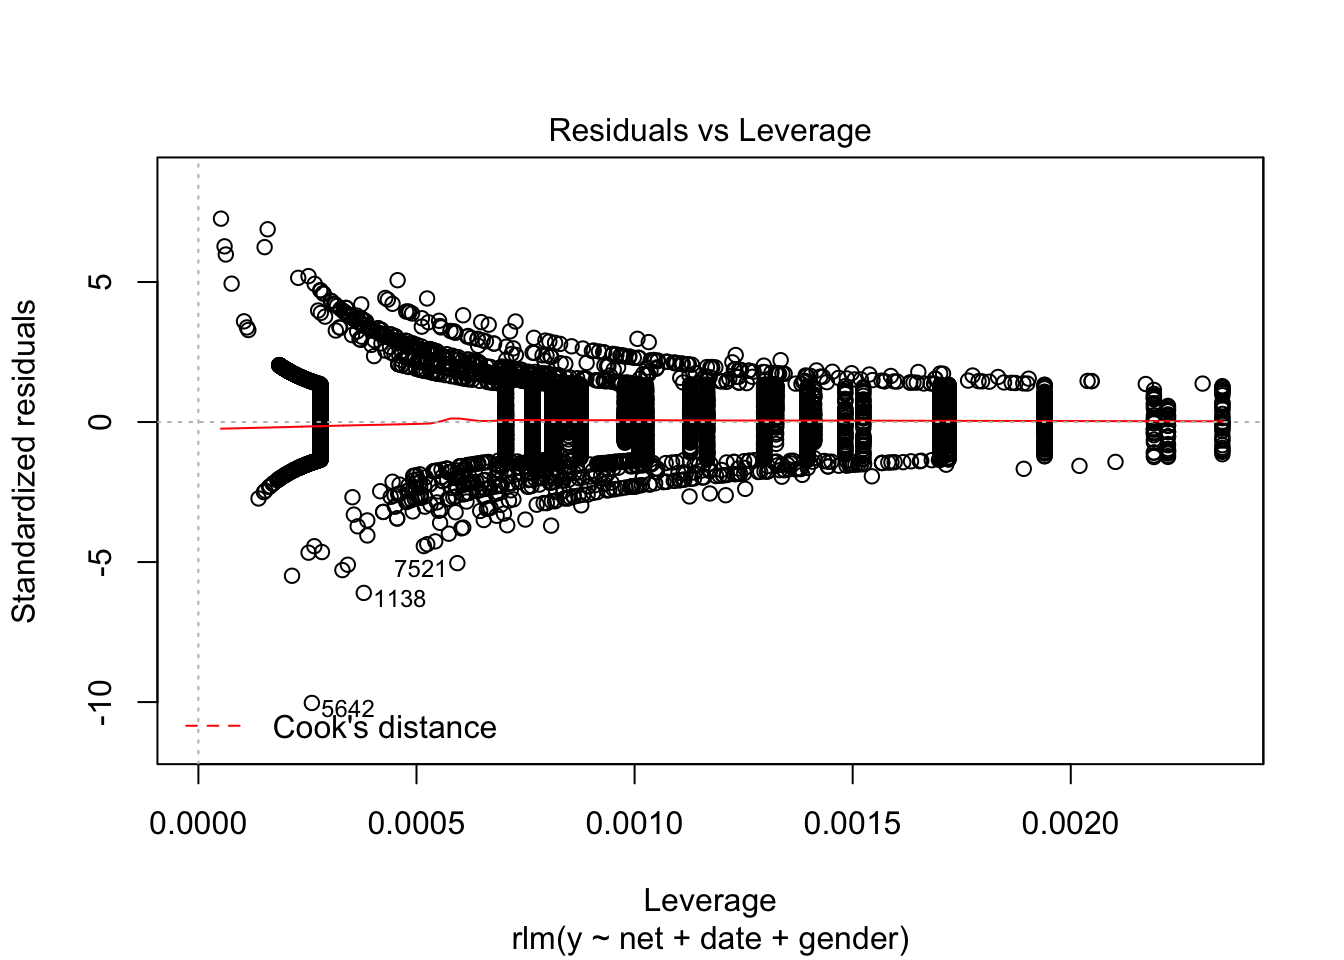 Residuals vs Leverage
Standardized residuals
5
0
-5
-10
7521
1138
5642
Cook's distance
0.0000 0.0005 0.0010 0.0015 0.0020
Leverage
rlm(y ~ net + date + gender)